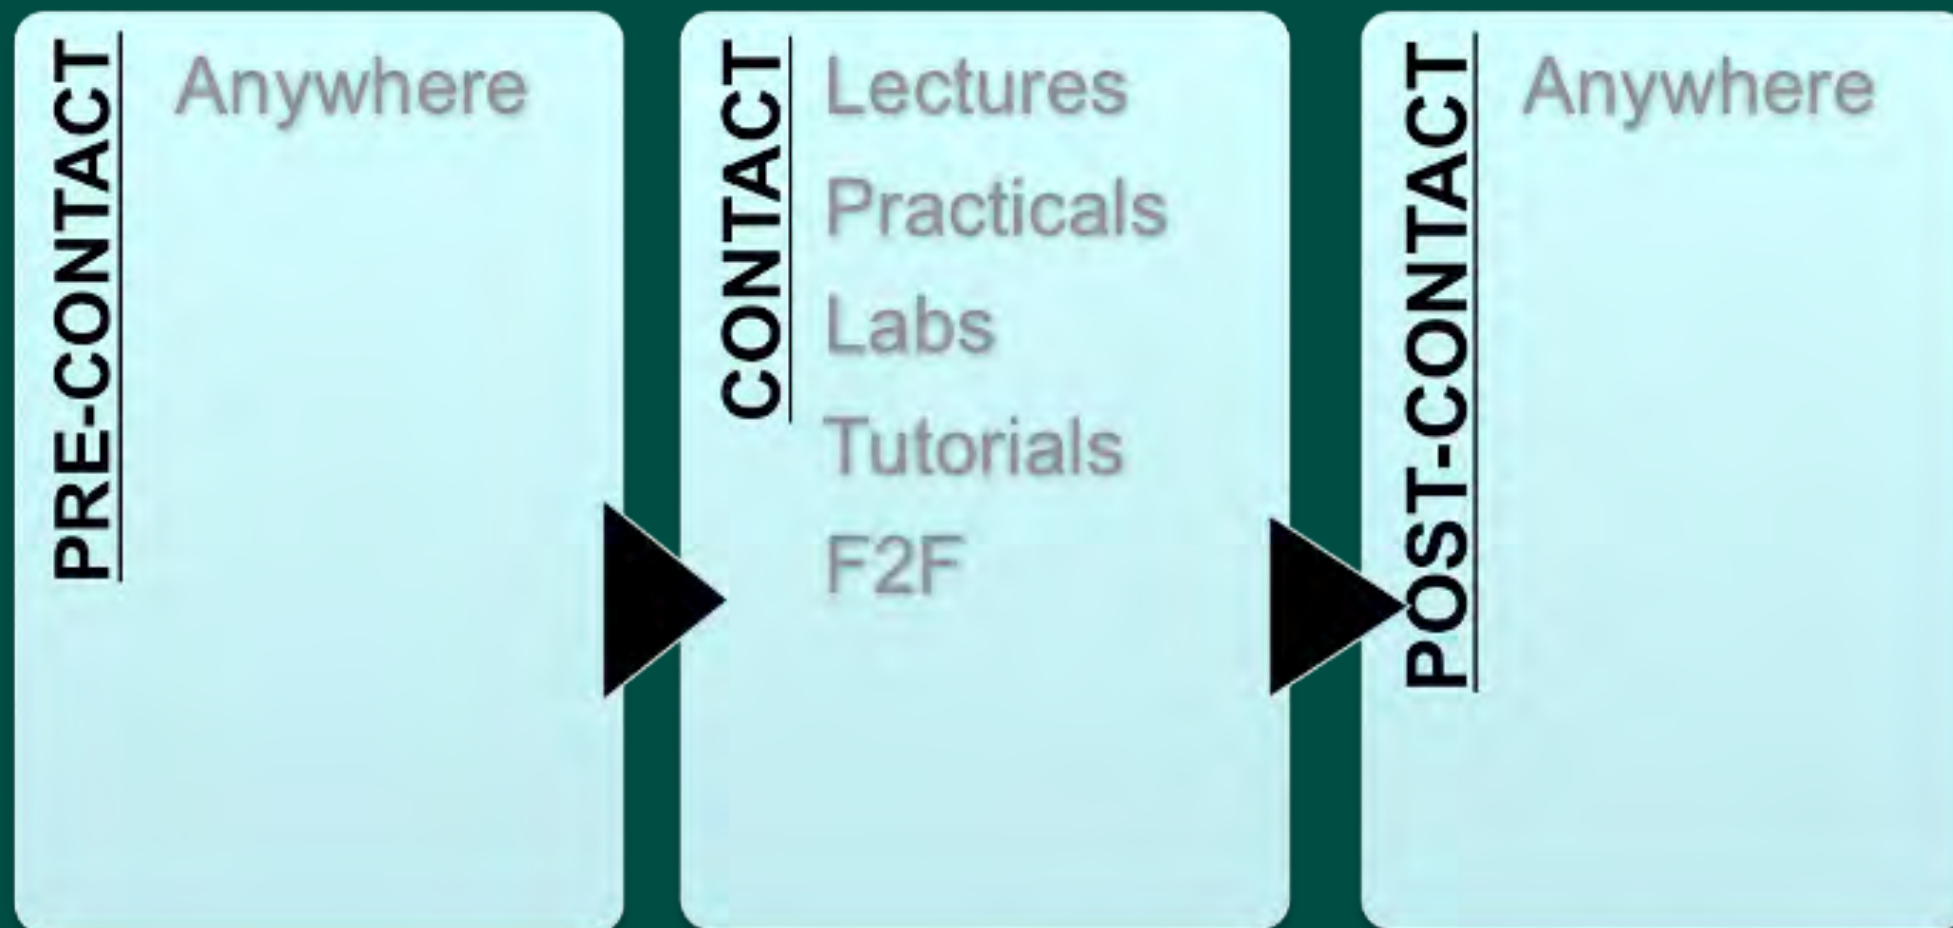 PRE-CONTACT
Anywhere
CONTACT
Lectures
Practicals
Labs
Tutorials
F2F
POST-CONTACT
Anywhere